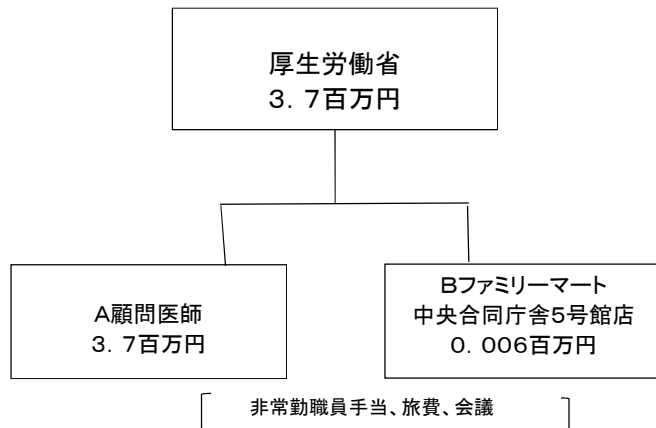 厚生労働省
3.7百万円
A顧問医師
3.7百万円
Bファミリーマート
中央合同庁舎5号館店
0.006百万円
非常勤職員手当、旅費、会議